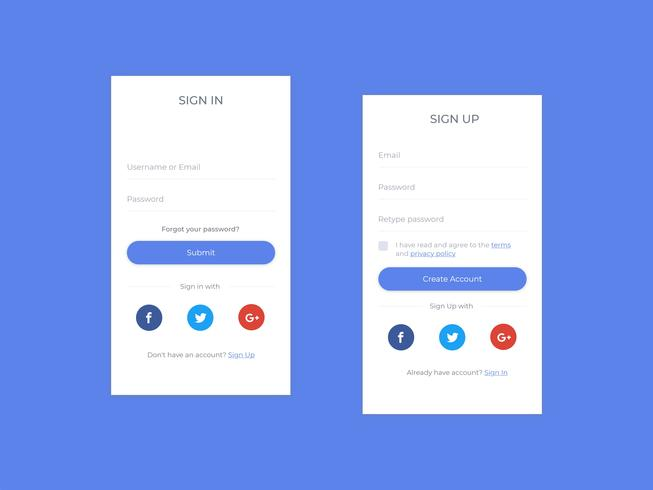 SIGN IN
Username or Email
Password
Forgot your password?
Submit
Sign in with
f
G+
Don't have an account? Sign Up
SIGN UP
Email
Password
Retype password
I have read and agree to the terms
and privacy policy
Create Account
Sign Up with
f
G+
Already have account? Sign In